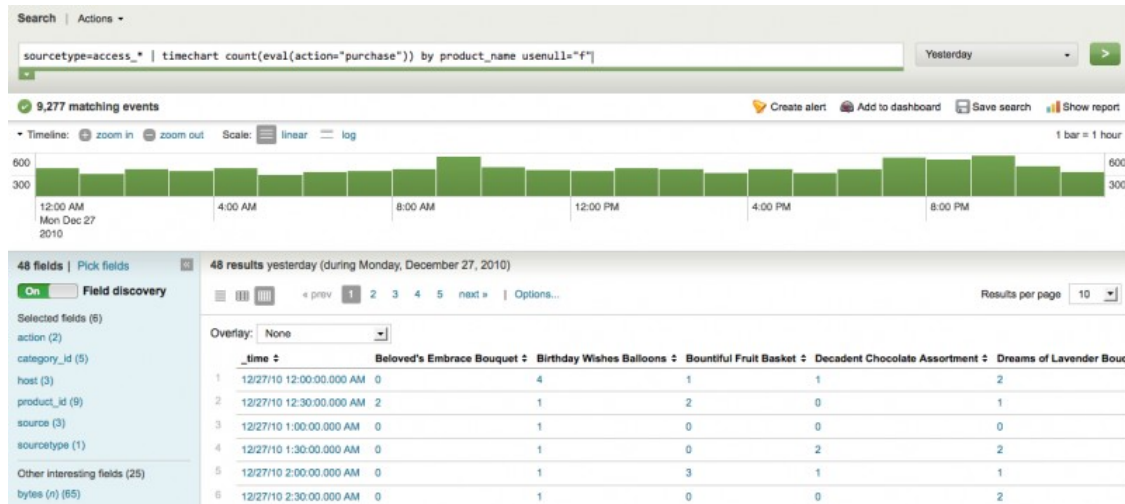 Search | Actions
sourcetype=access_* | timechart count(eval(action="purchase")) by product_name usenull="f"
Yesterday
>
9,277 matching events
Create alert Add to dashboard Save search Show report
Timeline: zoom in zoom out Scale: linear log
1 bar = 1 hour
600 600
300 300
12:00 AM 4:00 AM 8:00 AM 12:00 PM 4:00 PM 8:00 PM
Mon Dec 27
2010
48 fields | Pick fields
On Field discovery
Selected fields (6)
action (2)
category_id (5)
host (3)
product_id (9)
source (3)
sourcetype (1)
Other interesting fields (25)
bytes (n) (65)
48 results yesterday (during Monday, December 27, 2010)
« prev 1 2 3 4 5 next » | Options...
Results per page 10
Overlay: None
_time Beloved's Embrace Bouquet Birthday Wishes Balloons Bountiful Fruit Basket Decadent Chocolate Assortment Dreams of Lavender Bouq
1 12/27/10 12:00:00.000 AM 0 4 1 1 2
2 12/27/10 12:30:00.000 AM 2 1 2 0 1
3 12/27/10 1:00:00.000 AM 0 1 0 0 0
4 12/27/10 1:30:00.000 AM 0 1 0 2 2
5 12/27/10 2:00:00.000 AM 0 1 3 1 1
6 12/27/10 2:30:00.000 AM 0 1 0 0 2